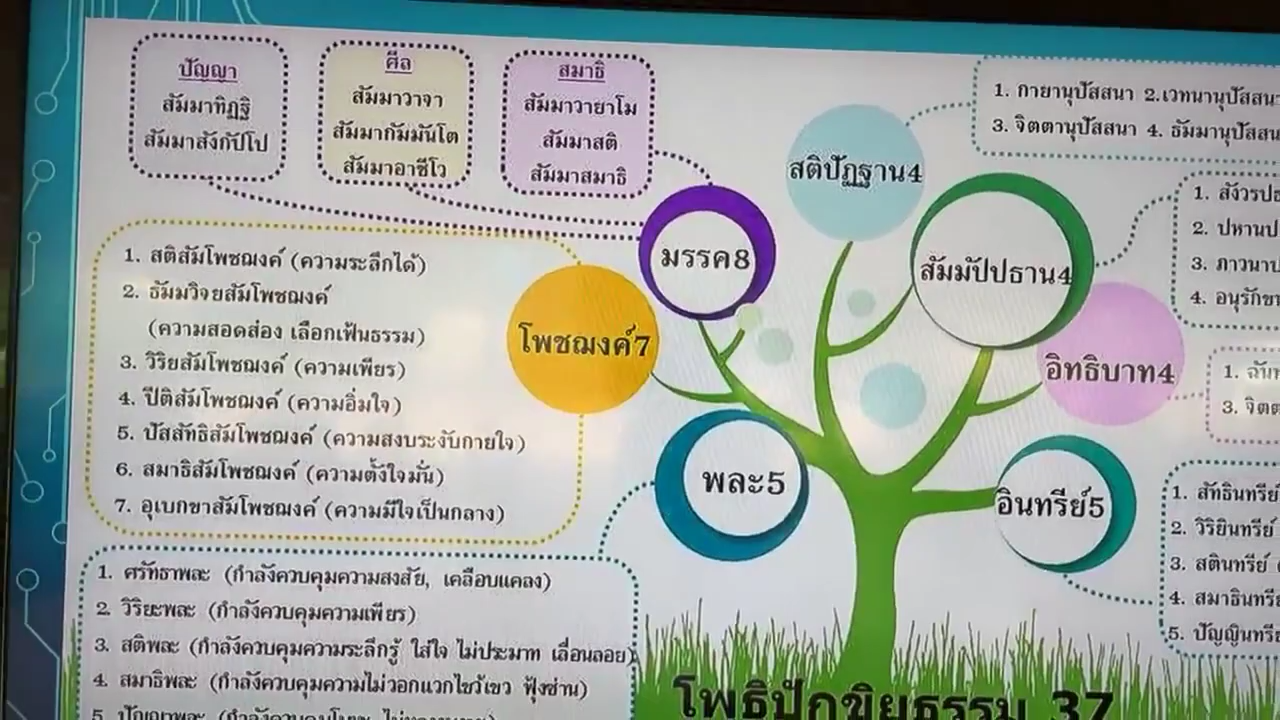 ปัญญา
สัมมาทิฏฐิ
สัมมาสังกัปโป
ศีล
สัมมาวาจา
สัมมากัมมันโต
สัมมาอาชีโว
สมาธิ
สัมมาวายาโม
สัมมาสติ
สัมมาสมาธิ
มรรค8
สติปัฏฐาน4
1. กายานุปัสสนา 2.เวทนานุปัสสน
3. จิตตานุปัสสนา 4. ธัมมานุปัสสน
สัมมัปปธาน4
1. สังวรปธ
2. ปหานป
3. ภาวนาป
4. อนุรักข
โพชฌงค์7
1. สติสัมโพชฌงค์ (ความระลึกได้)
2. ธัมมวิจยสัมโพชฌงค์
(ความสอดส่อง เลือกเฟ้นธรรม)
3. วิริยสัมโพชฌงค์ (ความเพียร)
4. ปีติสัมโพชฌงค์ (ความอิ่มใจ)
5. ปัสสัทธิสัมโพชฌงค์ (ความสงบระงับกายใจ)
6. สมาธิสัมโพชฌงค์ (ความตั้งใจมั่น)
7. อุเบกขาสัมโพชฌงค์ (ความมีใจเป็นกลาง)
อิทธิบาท4
1. ฉันท
3. จิตต
พละ5
1. ศรัทธาพละ (กำลังควบคุมความสงสัย, เคลือบแคลง)
2. วิริยะพละ (กำลังควบคุมความเพียร)
3. สติพละ (กำลังควบคุมความระลึกรู้ ใส่ใจ ไม่ประมาท เลื่อนลอย)
4. สมาธิพละ (กำลังควบคุมความไม่วอกแวกไขว้เขว ฟุ้งซ่าน)
5. ปัญญาพละ
อินทรีย์5
1. สัทธินทรีย์
2. วิริยินทรีย์
3. สตินทรีย์
4. สมาธินทรีย
5. ปัญญินทรี
โพธิปักขิยธรรม 37